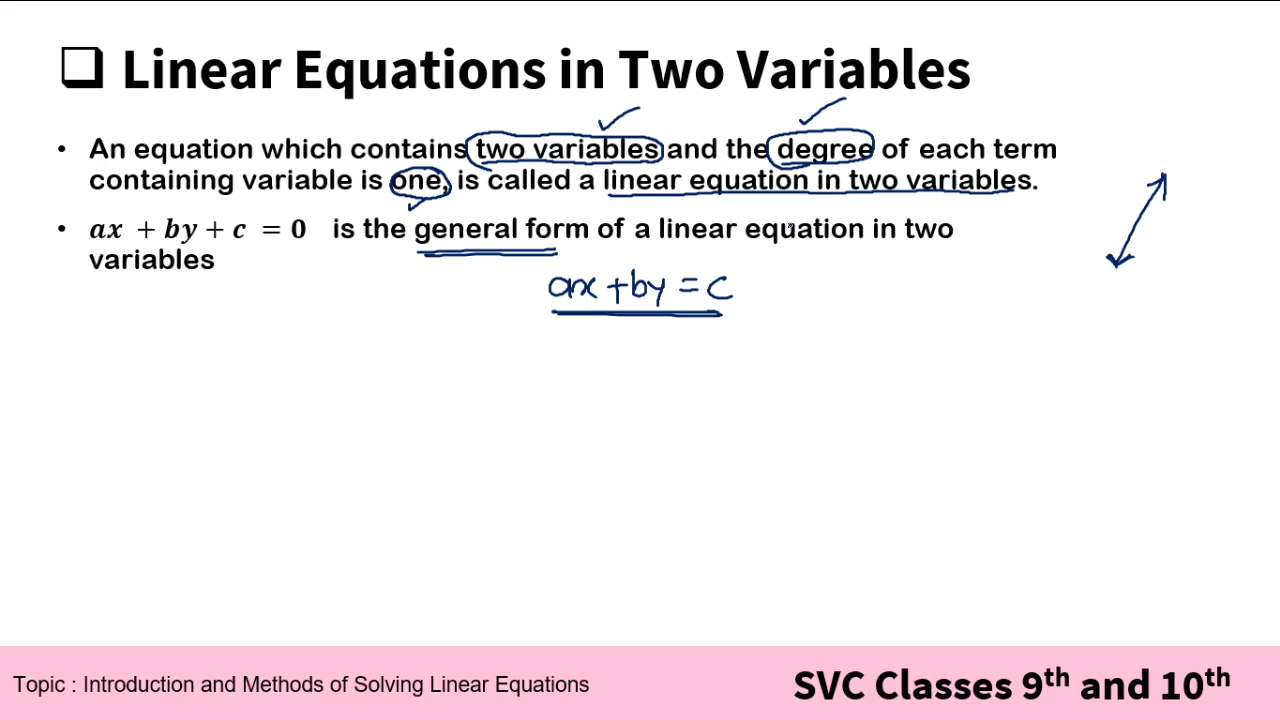 ❑ Linear Equations in Two Variables
• An equation which contains two variables and the degree of each term
containing variable is one, is called a linear equation in two variables.
• ax + by + c = 0 is the general form of a linear equation in two
variables
ax + by = c
Topic : Introduction and Methods of Solving Linear Equations
SVC Classes 9th and 10th